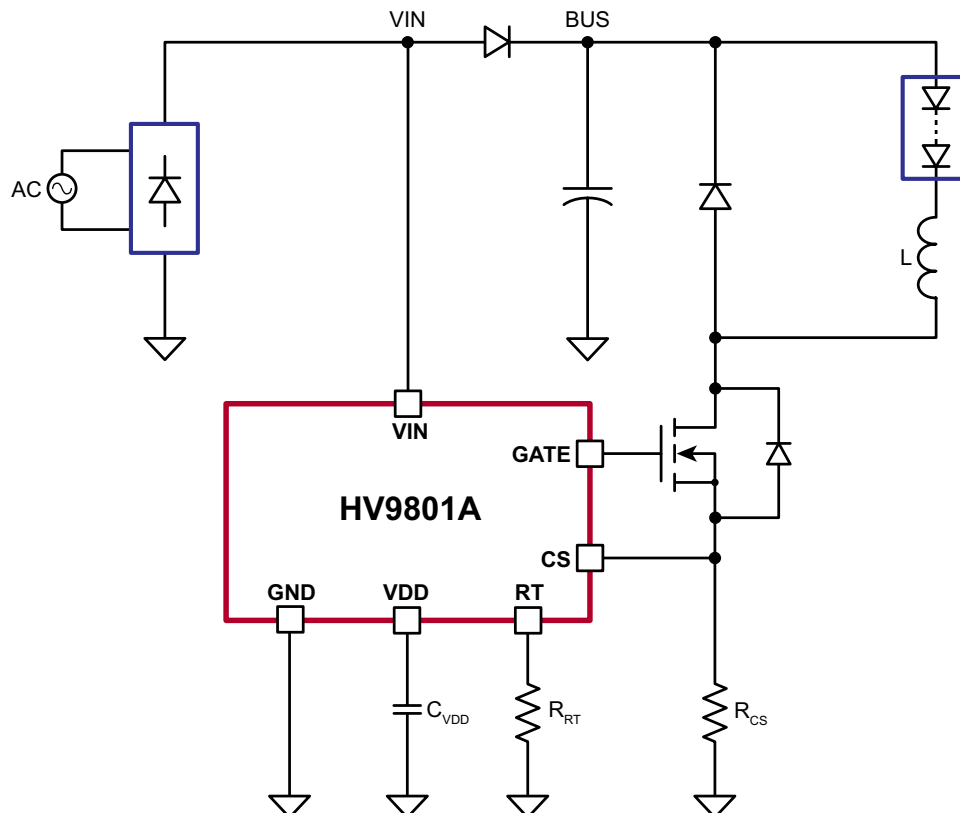 VIN
BUS
AC
L
VIN
GATE
HV9801A
CS
GND
VDD
RT
CVDD
RRT
RCS